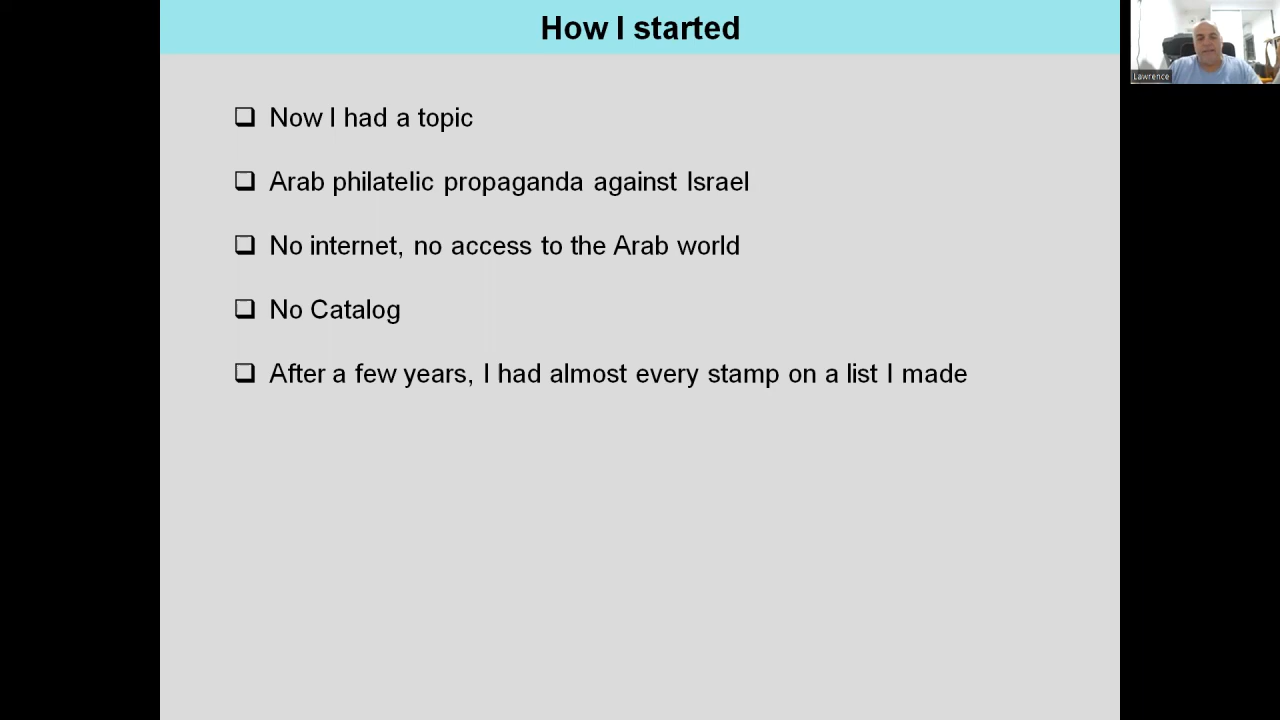 How I started
Now I had a topic
Arab philatelic propaganda against Israel
No internet, no access to the Arab world
No Catalog
After a few years, I had almost every stamp on a list I made
Lawrence